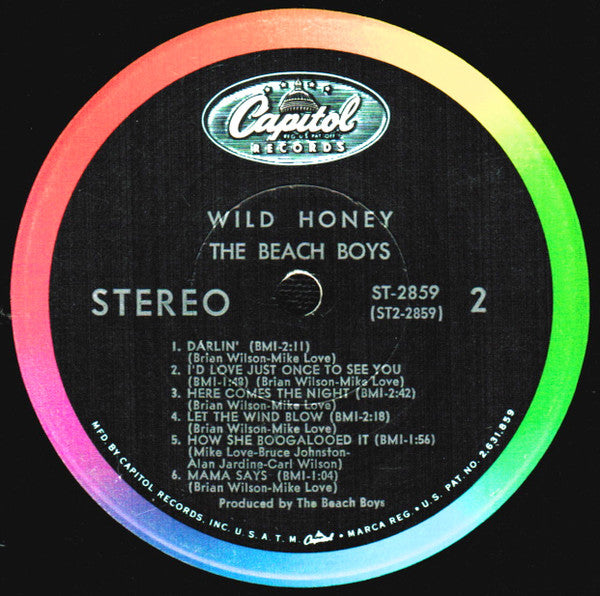 Capitol
REG. U.S. PAT. OFF.
RECORDS
WILD HONEY
THE BEACH BOYS
STEREO
ST-2859
(ST2-2859)
2
1. DARLIN' (BMI-2:11)
(Brian Wilson-Mike Love)
2. I'D LOVE JUST ONCE TO SEE YOU
(BMI-1:48) (Brian Wilson-Mike Love)
3. HERE COMES THE NIGHT (BMI-2:42)
(Brian Wilson-Mike Love)
4. LET THE WIND BLOW (BMI-2:18)
(Brian Wilson-Mike Love)
5. HOW SHE BOOGALOOED IT (BMI-1:56)
(Mike Love-Bruce Johnston-
Alan Jardine-Carl Wilson)
6. MAMA SAYS (BMI-1:04)
(Brian Wilson-Mike Love)
Produced by The Beach Boys
MFD. BY CAPITOL RECORDS, INC. U.S.A. T.M. Capitol • MARCA REG. • U.S. PAT. NO. 2,631,859